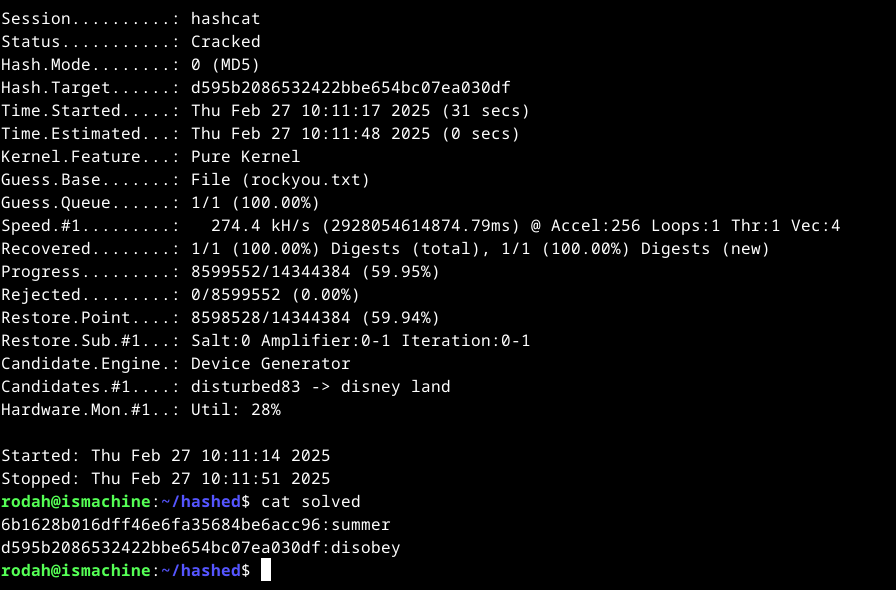 Session..........: hashcat
Status...........: Cracked
Hash.Mode........: 0 (MD5)
Hash.Target......: d595b2086532422bbe654bc07ea030df
Time.Started.....: Thu Feb 27 10:11:17 2025 (31 secs)
Time.Estimated...: Thu Feb 27 10:11:48 2025 (0 secs)
Kernel.Feature...: Pure Kernel
Guess.Base.......: File (rockyou.txt)
Guess.Queue......: 1/1 (100.00%)
Speed.#1.........:   274.4 kH/s (2928054614874.79ms) @ Accel:256 Loops:1 Thr:1 Vec:4
Recovered........: 1/1 (100.00%) Digests (total), 1/1 (100.00%) Digests (new)
Progress.........: 8599552/14344384 (59.95%)
Rejected.........: 0/8599552 (0.00%)
Restore.Point....: 8598528/14344384 (59.94%)
Restore.Sub.#1...: Salt:0 Amplifier:0-1 Iteration:0-1
Candidate.Engine.: Device Generator
Candidates.#1....: disturbed83 -> disney land
Hardware.Mon.#1..: Util: 28%

Started: Thu Feb 27 10:11:14 2025
Stopped: Thu Feb 27 10:11:51 2025
rodah@ismachine:~/hashed$ cat solved
6b1628b016dff46e6fa35684be6acc96:summer
d595b2086532422bbe654bc07ea030df:disobey
rodah@ismachine:~/hashed$